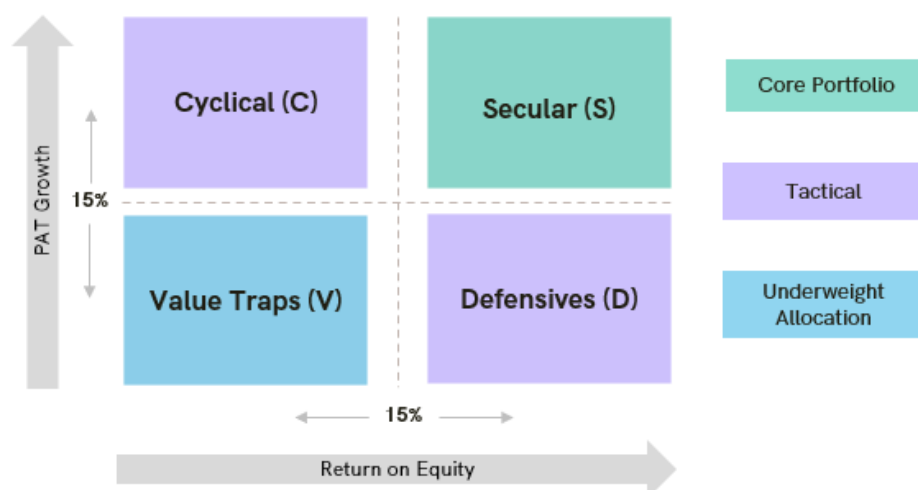 Cyclical (C)
Secular (S)
Core Portfolio
PAT Growth
15%
Tactical
Value Traps (V)
Defensives (D)
Underweight
Allocation
15%
Return on Equity